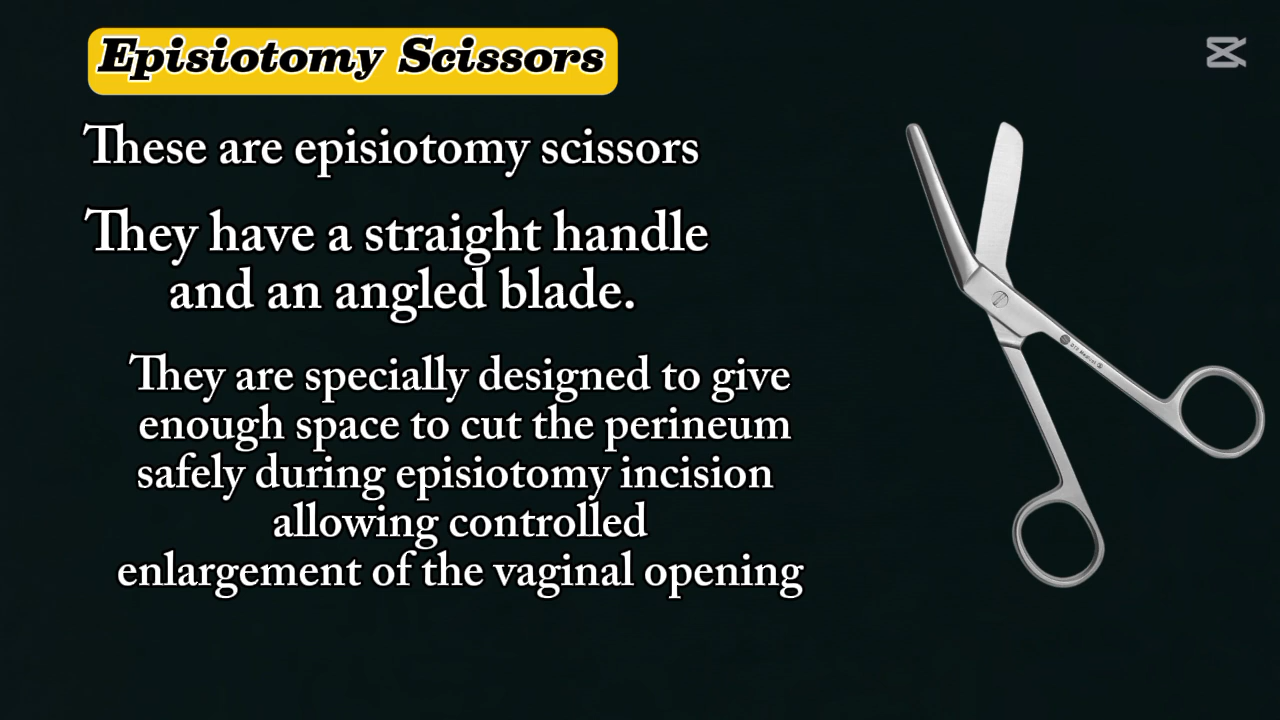 Episiotomy Scissors
These are episiotomy scissors
They have a straight handle
and an angled blade.
They are specially designed to give
enough space to cut the perineum
safely during episiotomy incision
allowing controlled
enlargement of the vaginal opening